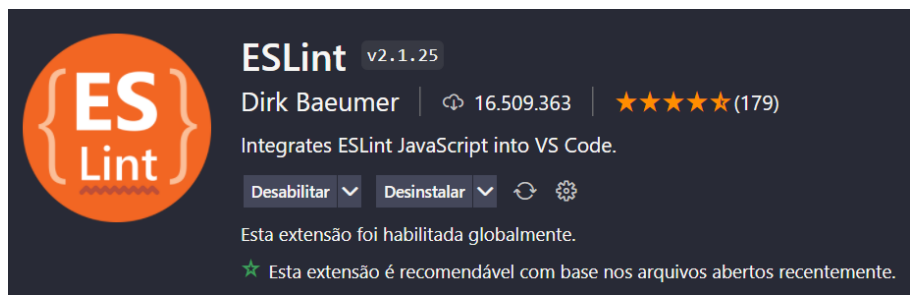 {ES
Lint}
ESLint v2.1.25
Dirk Baeumer | 16.509.363 | ★★★★★(179)
Integrates ESLint JavaScript into VS Code.
Desabilitar Desinstalar
Esta extensão foi habilitada globalmente.
Esta extensão é recomendável com base nos arquivos abertos recentemente.